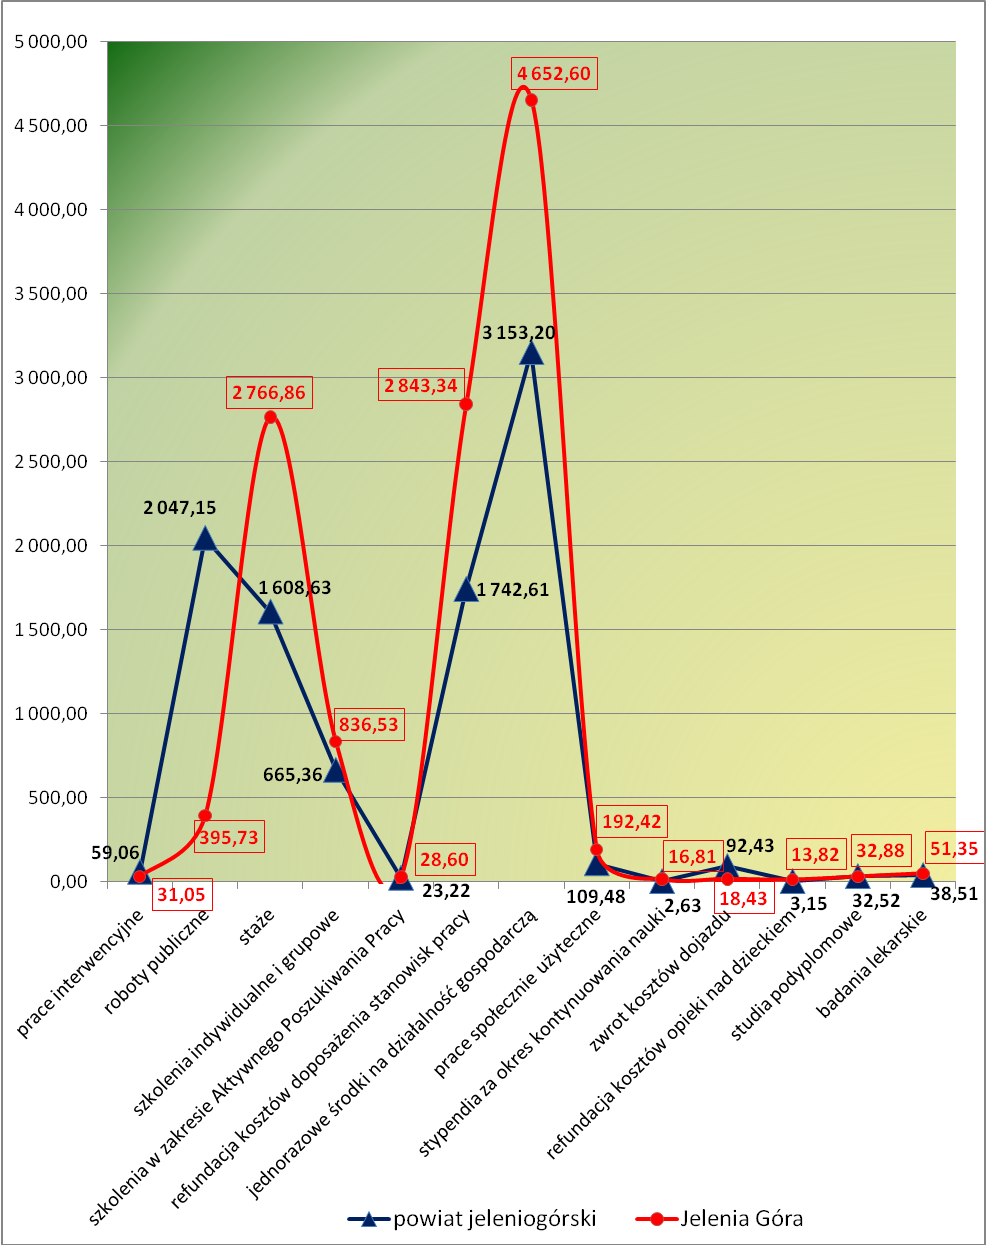 5 000,00
4 500,00
4 000,00
3 500,00
3 000,00
2 500,00
2 000,00
1 500,00
1 000,00
500,00
0,00
4 652,60
3 153,20
2 766,86
2 843,34
2 047,15
1 608,63
1 742,61
836,53
665,36
395,73
59,06
31,05
28,60
23,22
192,42
109,48
16,81
2,63
92,43
18,43
13,82
3,15
32,88
32,52
51,35
38,51
prace interwencyjne
roboty publiczne
staże
szkolenia indywidualne i grupowe
szkolenia w zakresie Aktywnego Poszukiwania Pracy
refundacja kosztów doposażenia stanowisk pracy
jednorazowe środki na działalność gospodarczą
prace społecznie użyteczne
stypendia za okres kontynuowania nauki
zwrot kosztów dojazdu
refundacja kosztów opieki nad dzieckiem
studia podyplomowe
badania lekarskie
powiat jeleniogórski
Jelenia Góra